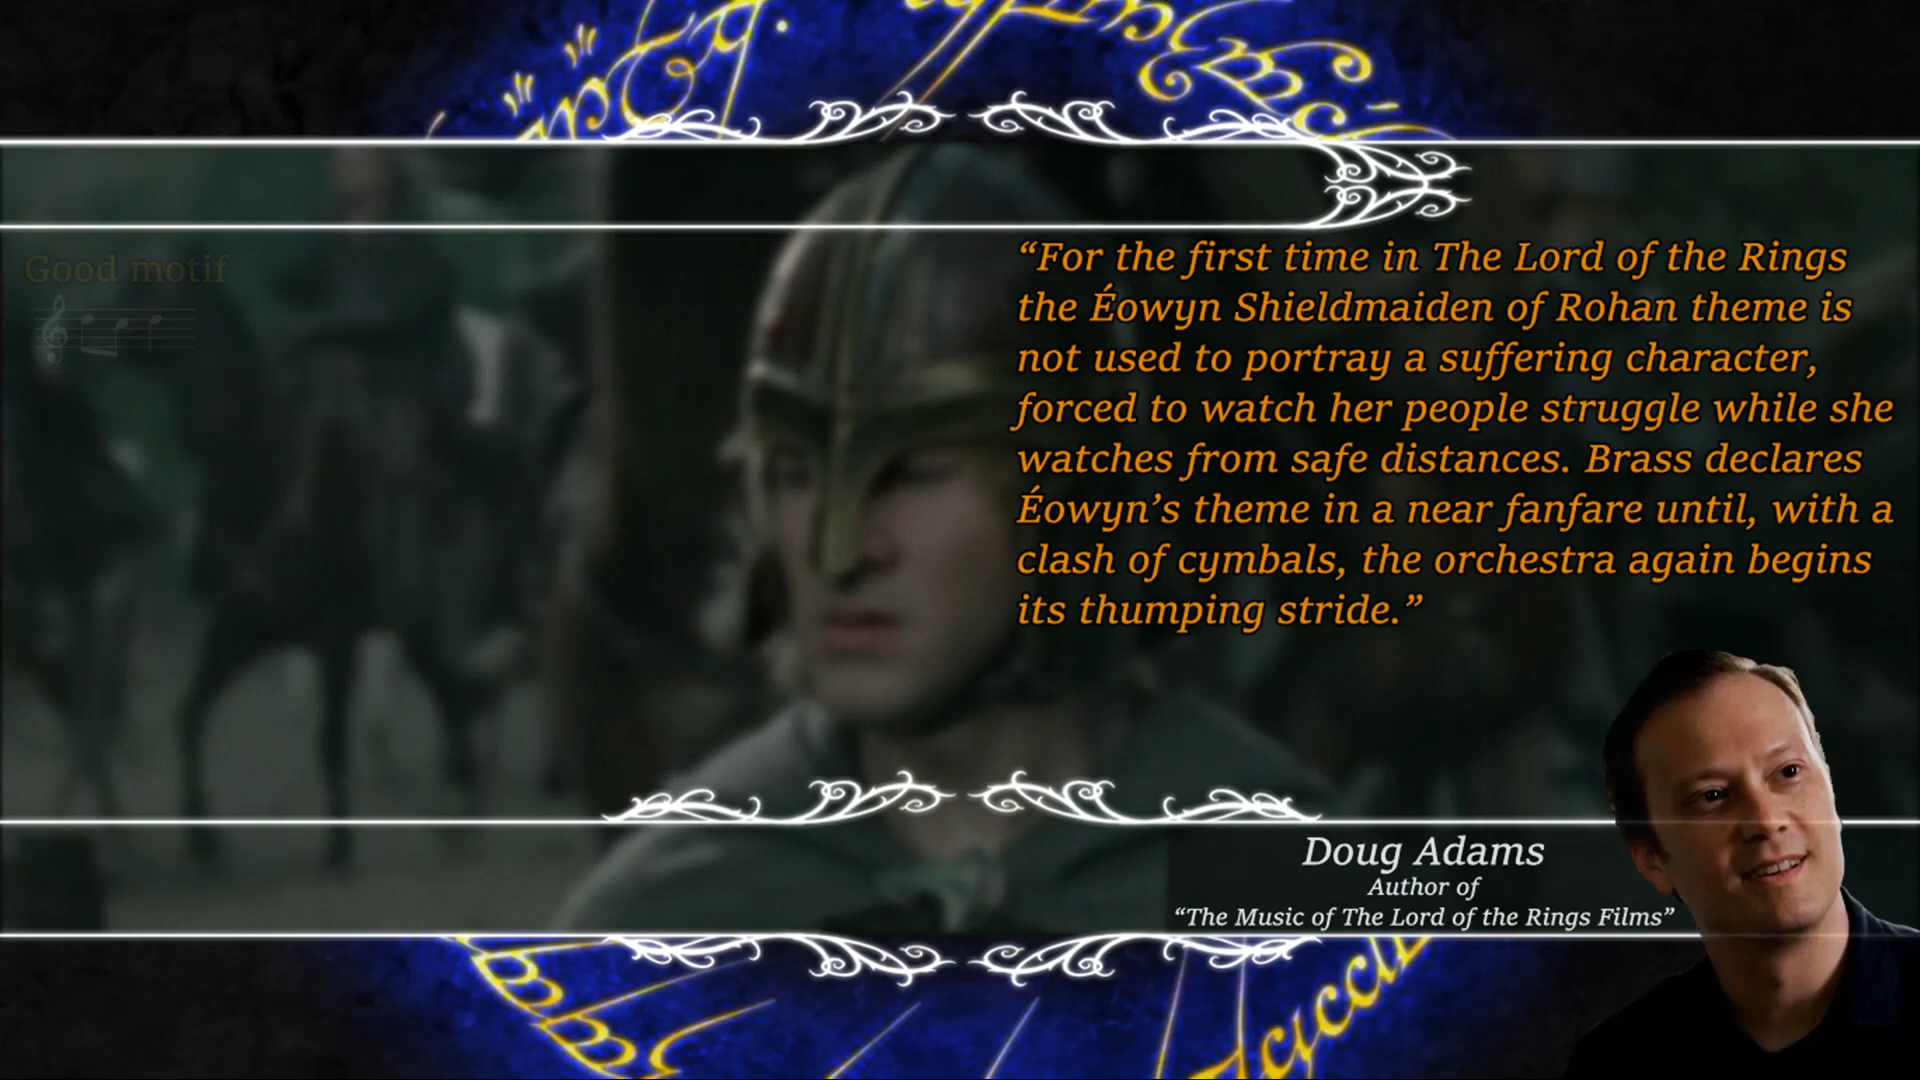 Good motif
“For the first time in The Lord of the Rings
the Éowyn Shieldmaiden of Rohan theme is
not used to portray a suffering character,
forced to watch her people struggle while she
watches from safe distances. Brass declares
Éowyn’s theme in a near fanfare until, with a
clash of cymbals, the orchestra again begins
its thumping stride.”
Doug Adams
Author of
“The Music of The Lord of the Rings Films”